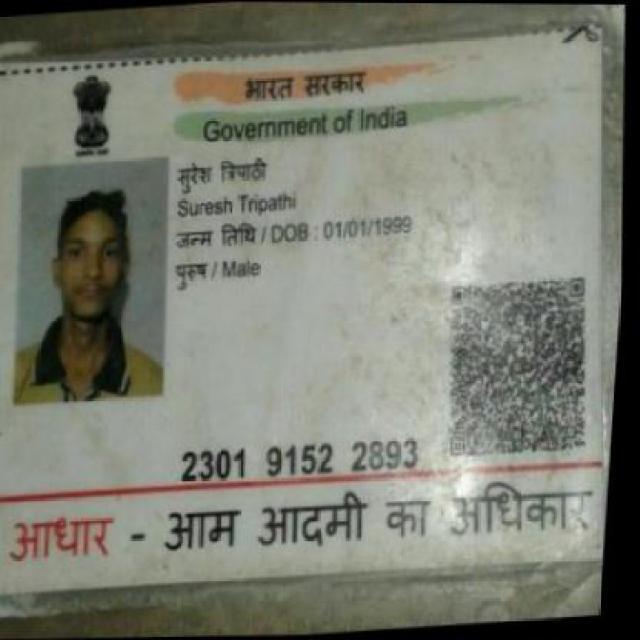 भारत सरकार
Government of India
सुरेश त्रिपाठी
Suresh Tripathi
जन्म तिथि / DOB : 01/01/1999
पुरुष / Male
2301 9152 2893
आधार - आम आदमी का अधिकार